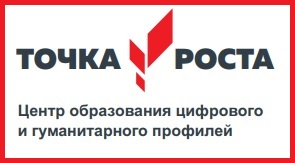 ТОЧКА РОСТА
Центр образования цифрового
и гуманитарного профилей